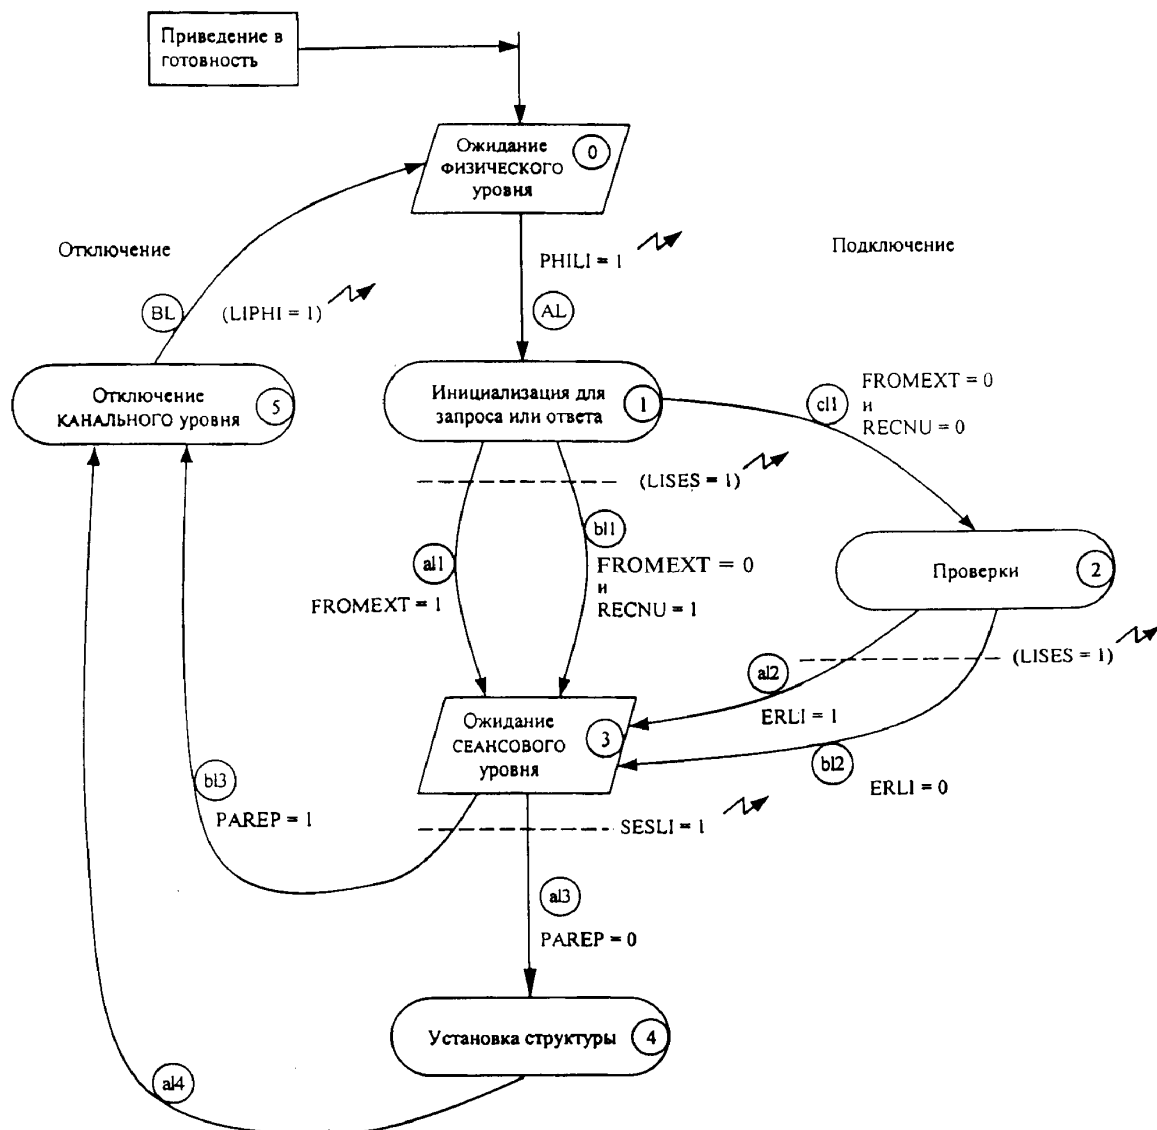 Приведение в
готовность
Ожидание
ФИЗИЧЕСКОГО
уровня
0
Отключение
Подключение
PHILI = 1
BL
(LIPHI = 1)
AL
Отключение
КАНАЛЬНОГО уровня
5
Инициализация для
запроса или ответа
1
cl1
FROMEXT = 0
и
RECNU = 0
(LISES = 1)
al1
FROMEXT = 1
bl1
FROMEXT = 0
и
RECNU = 1
Проверки
2
(LISES = 1)
al2
ERLI = 1
Ожидание
СЕАНСОВОГО
уровня
3
bl2
ERLI = 0
bl3
PAREP = 1
SESLI = 1
al3
PAREP = 0
Установка структуры
4
al4